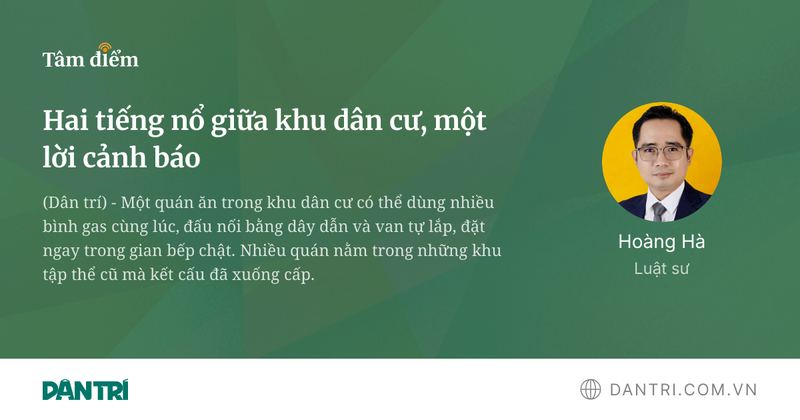 Tâm điểm
Hai tiếng nổ giữa khu dân cư, một
lời cảnh báo
(Dân trí) - Một quán ăn trong khu dân cư có thể dùng nhiều
bình gas cùng lúc, đấu nối bằng dây dẫn và van tự lắp, đặt
ngay trong gian bếp chật. Nhiều quán nằm trong những khu
tập thể cũ mà kết cấu đã xuống cấp.
Hoàng Hà
Luật sư
DÂN TRÍ
DANTRI.COM.VN